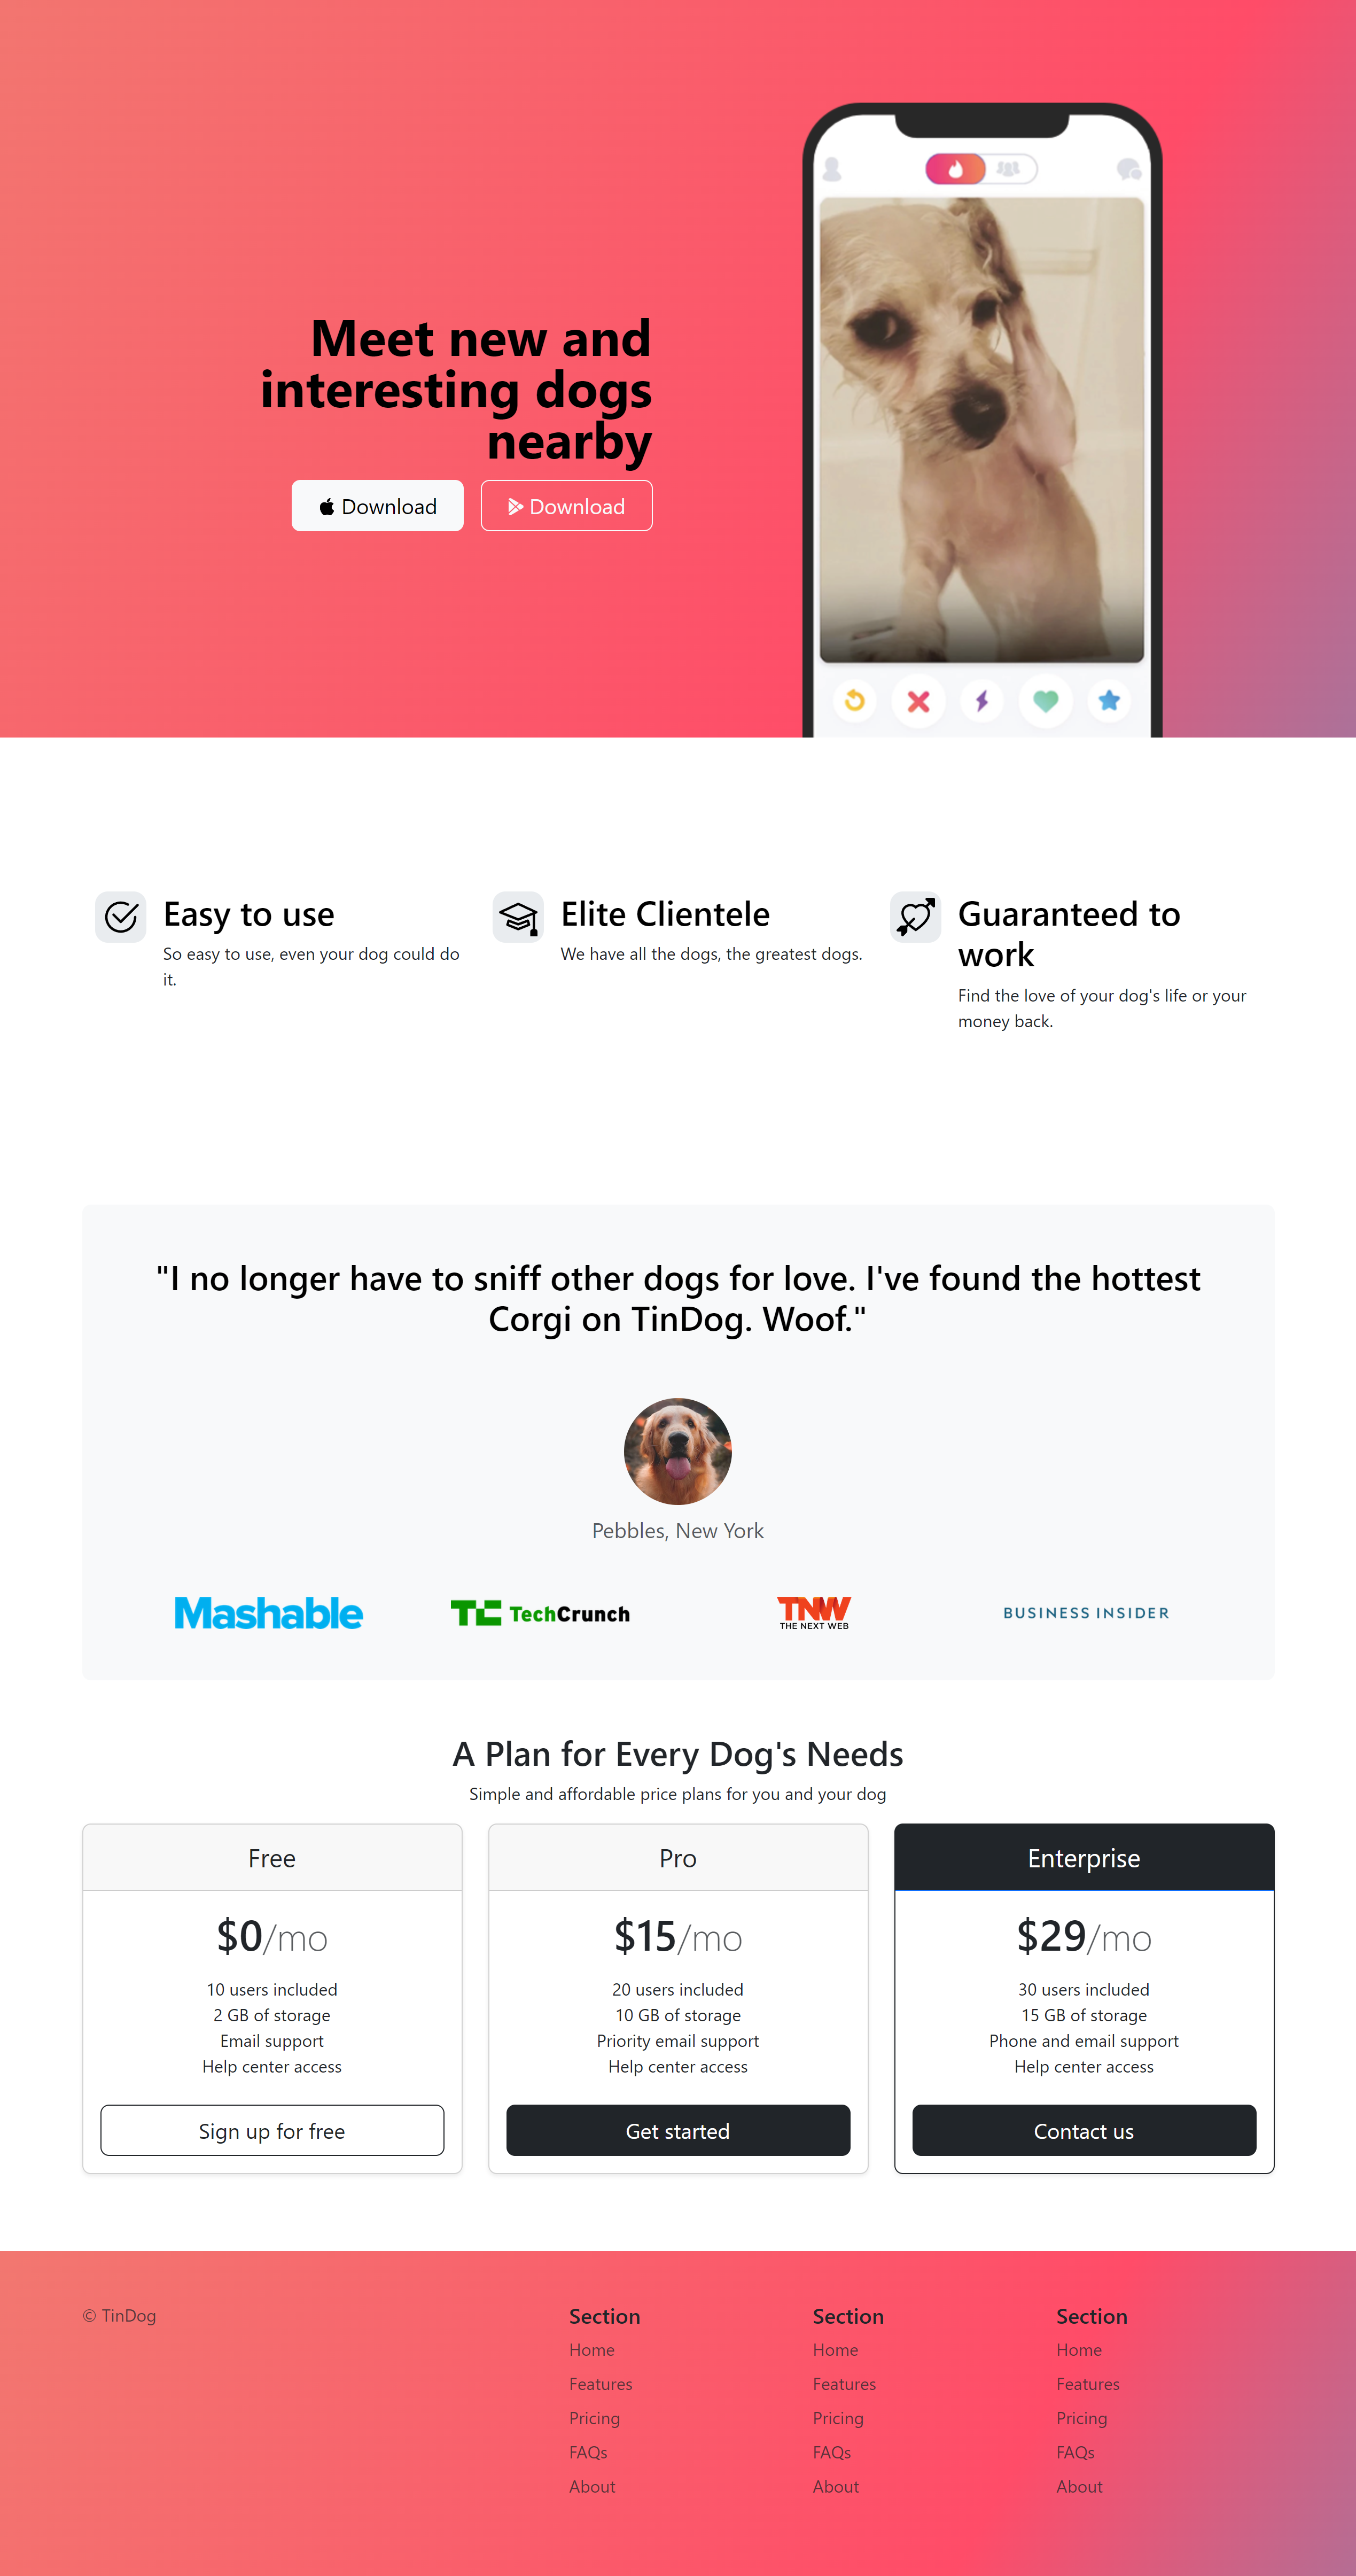 Meet new and
interesting dogs
nearby
Download
Download
Easy to use
So easy to use, even your dog could do
it.
Elite Clientele
We have all the dogs, the greatest dogs.
Guaranteed to
work
Find the love of your dog's life or your
money back.
"I no longer have to sniff other dogs for love. I've found the hottest
Corgi on TinDog. Woof."
Pebbles, New York
Mashable
TC TechCrunch
TNW
THE NEXT WEB
BUSINESS INSIDER
A Plan for Every Dog's Needs
Simple and affordable price plans for you and your dog
Free
$0/mo
10 users included
2 GB of storage
Email support
Help center access
Sign up for free
Pro
$15/mo
20 users included
10 GB of storage
Priority email support
Help center access
Get started
Enterprise
$29/mo
30 users included
15 GB of storage
Phone and email support
Help center access
Contact us
© TinDog
Section
Home
Features
Pricing
FAQs
About
Section
Home
Features
Pricing
FAQs
About
Section
Home
Features
Pricing
FAQs
About